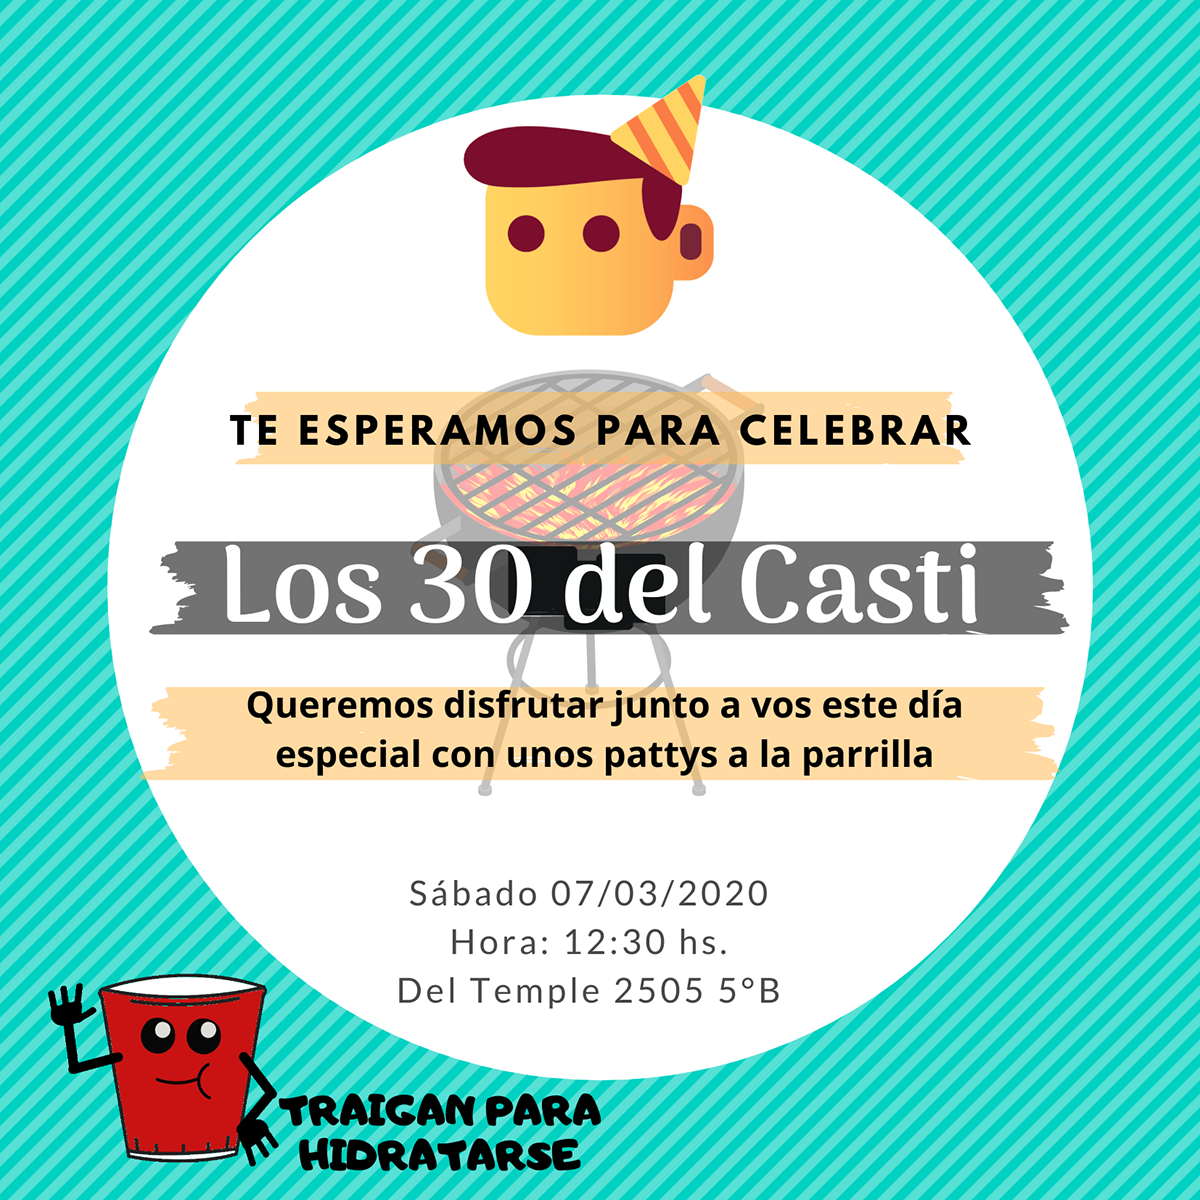 TE ESPERAMOS PARA CELEBRAR
Los 30 del Casti
Queremos disfrutar junto a vos este día
especial con unos pattys a la parrilla
Sábado 07/03/2020
Hora: 12:30 hs.
Del Temple 2505 5°B
TRAIGAN PARA
HIDRATARSE